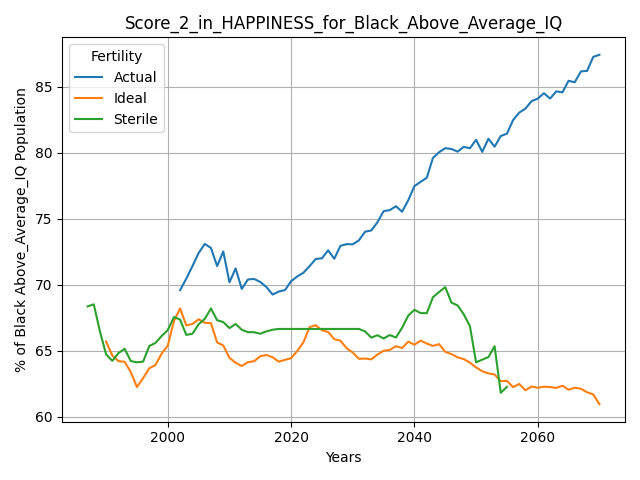 Score_2_in_HAPPINESS_for_Black_Above_Average_IQ
% of Black Above_Average_IQ Population
85
80
75
70
65
60
Fertility
Actual
Ideal
Sterile
2000
2020
2040
2060
Years